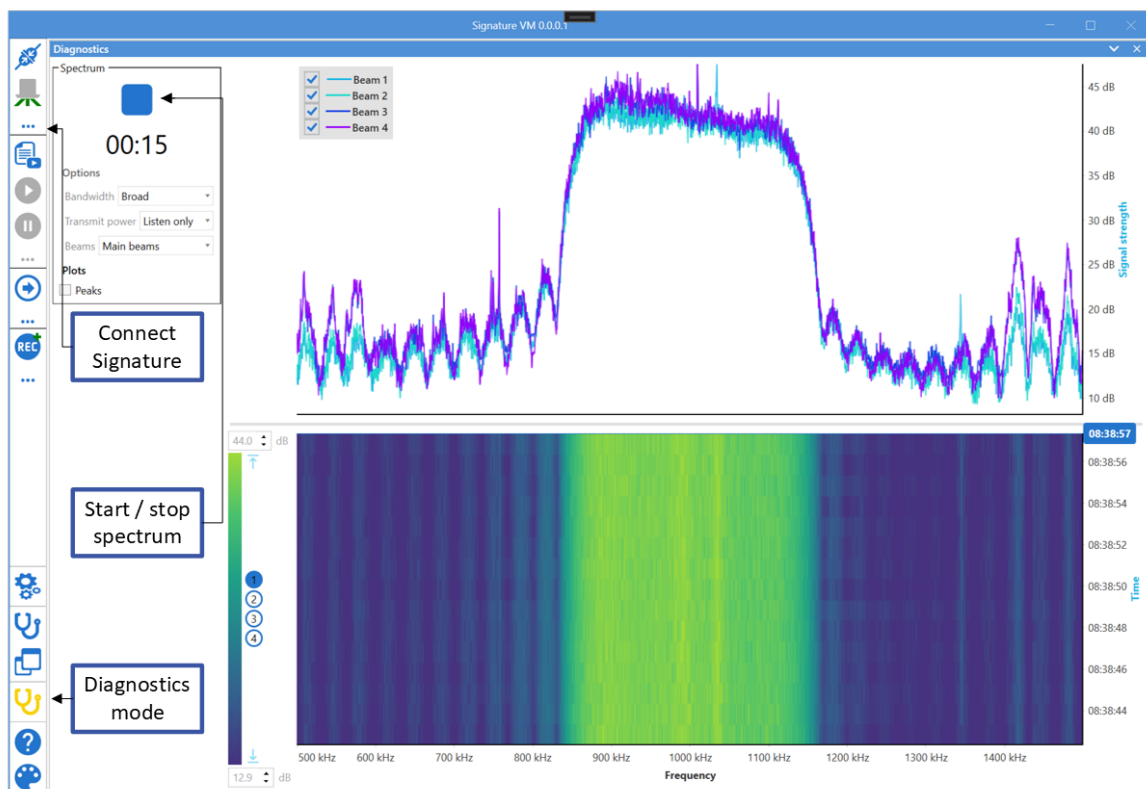 Signature VM 0.0.0.1
Diagnostics
Spectrum
00:15
Options
Bandwidth Broad
Transmit power Listen only
Beams Main beams
Plots
Peaks
Connect
Signature
REC
Start / stop
spectrum
Diagnostics
mode
Beam 1
Beam 2
Beam 3
Beam 4
45 dB
40 dB
35 dB
30 dB
25 dB
20 dB
15 dB
10 dB
Signal strength
44.0 dB
1
2
3
4
12.9 dB
08:38:57
08:38:56
08:38:54
08:38:52
08:38:50
08:38:48
08:38:46
08:38:44
Time
500 kHz 600 kHz 700 kHz 800 kHz 900 kHz 1000 kHz 1100 kHz 1200 kHz 1300 kHz 1400 kHz
Frequency